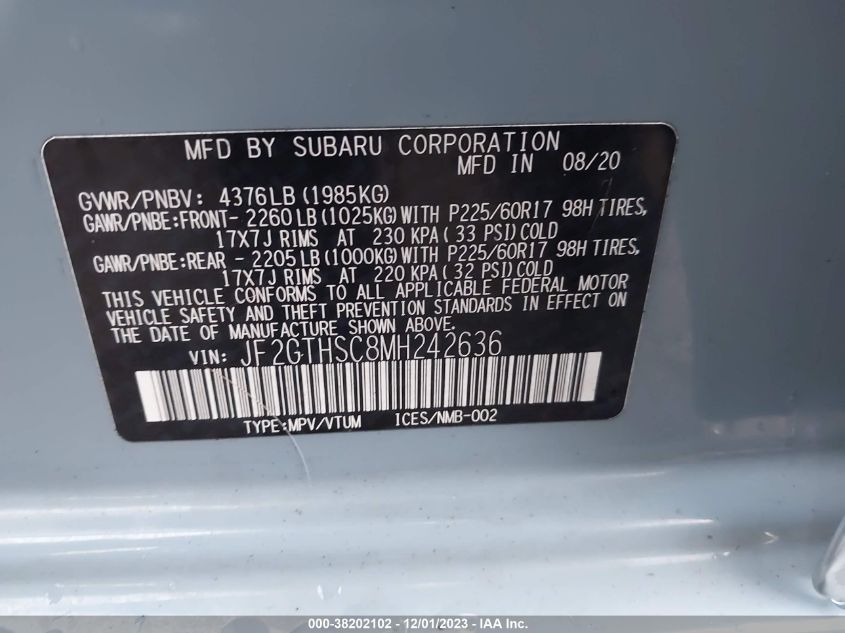 MFD BY SUBARU CORPORATION
MFD IN 08/20
GVWR/PNBV: 4376LB (1985KG)
GAWR/PNBE:FRONT- 2260LB (1025KG) WITH P225/60R17 98H TIRES,
17X7J RIMS AT 230 KPA( 33 PSI) COLD
GAWR/PNBE:REAR - 2205LB (1000KG) WITH P225/60R17 98H TIRES,
17X7J RIMS AT 220 KPA( 32 PSI) COLD
THIS VEHICLE CONFORMS TO ALL APPLICABLE FEDERAL MOTOR
VEHICLE SAFETY AND THEFT PREVENTION STANDARDS IN EFFECT ON
THE DATE OF MANUFACTURE SHOWN ABOVE.
VIN: JF2GTHSC8MH242636
TYPE:MPV/VTUM ICES/NMB-002
000-38202102 - 12/01/2023 - IAA Inc.